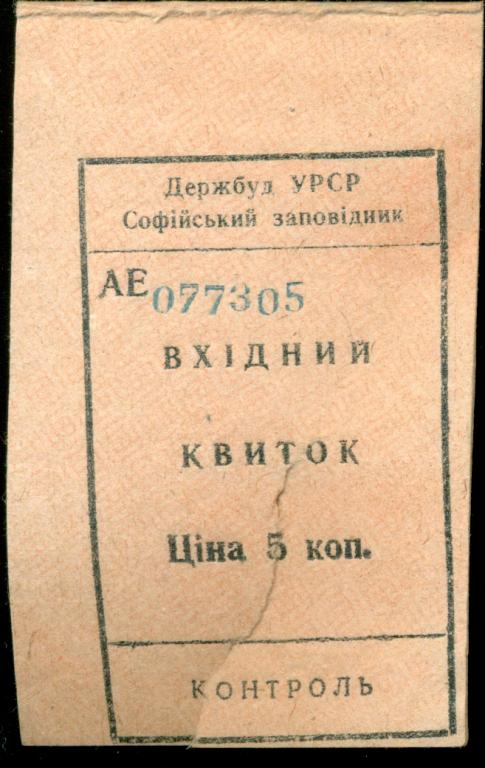 Держбуд УРСР
Софійський заповідник
АЕ 077305
ВХІДНИЙ
КВИТОК
Ціна 5 коп.
КОНТРОЛЬ